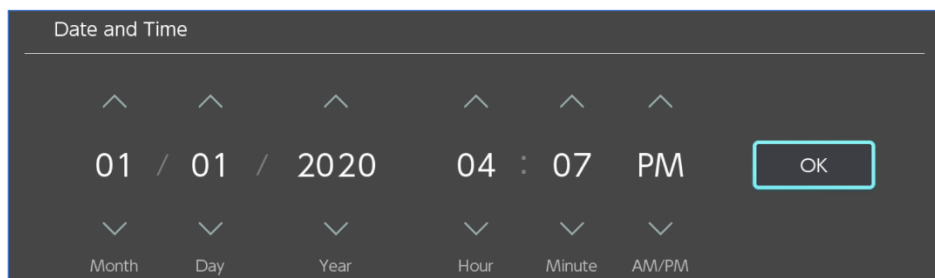 Date and Time
01 / 01 / 2020 04 : 07 PM OK
Month Day Year Hour Minute AM/PM